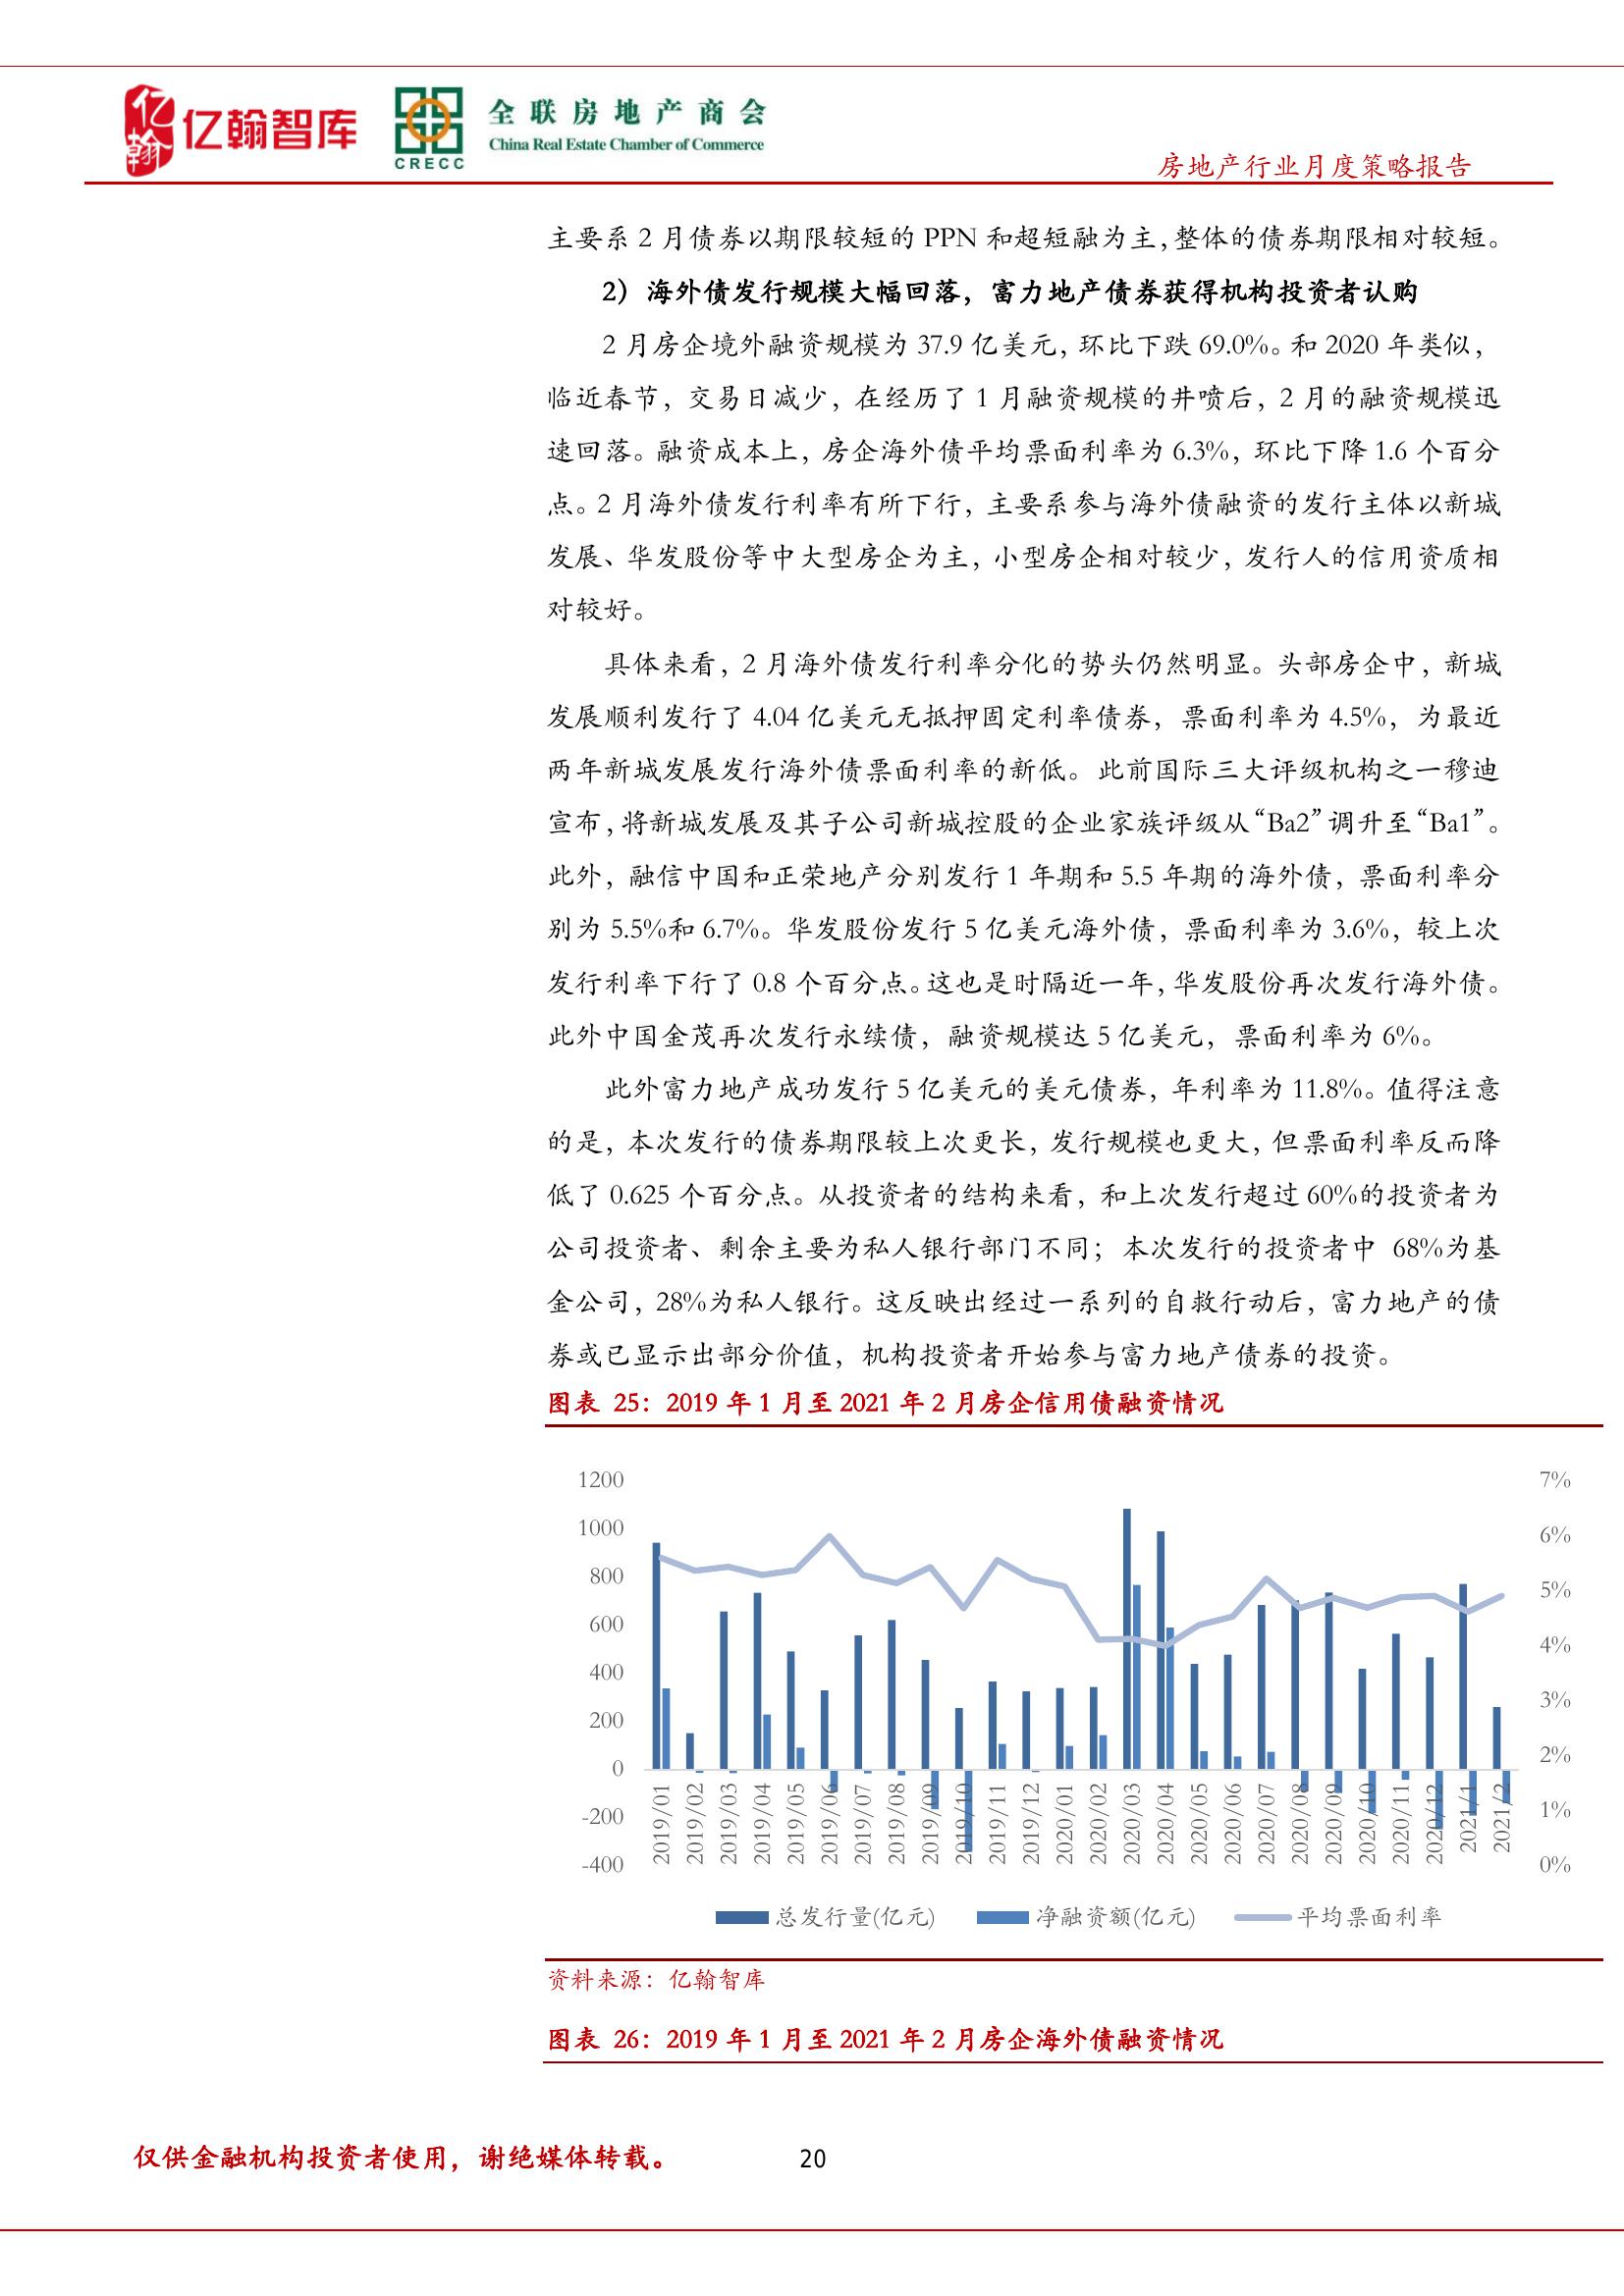 亿翰
亿翰智库
CRECC
全联房地产商会
China Real Estate Chamber of Commerce
房地产行业月度策略报告
主要系 2 月债券以期限较短的 PPN 和超短融为主，整体的债券期限相对较短。
2）海外债发行规模大幅回落，富力地产债券获得机构投资者认购
2 月房企境外融资规模为 37.9 亿美元，环比下跌 69.0%。和 2020 年类似，
临近春节，交易日减少，在经历了 1 月融资规模的井喷后，2 月的融资规模迅
速回落。融资成本上，房企海外债平均票面利率为 6.3%，环比下降 1.6 个百分
点。2 月海外债发行利率有所下行，主要系参与海外债融资的发行主体以新城
发展、华发股份等中大型房企为主，小型房企相对较少，发行人的信用资质相
对较好。
具体来看，2 月海外债发行利率分化的势头仍然明显。头部房企中，新城
发展顺利发行了 4.04 亿美元无抵押固定利率债券，票面利率为 4.5%，为最近
两年新城发展发行海外债票面利率的新低。此前国际三大评级机构之一穆迪
宣布，将新城发展及其子公司新城控股的企业家族评级从“Ba2”调升至“Ba1”。
此外，融信中国和正荣地产分别发行 1 年期和 5.5 年期的海外债，票面利率分
别为 5.5%和 6.7%。华发股份发行 5 亿美元海外债，票面利率为 3.6%，较上次
发行利率下行了 0.8 个百分点。这也是时隔近一年，华发股份再次发行海外债。
此外中国金茂再次发行永续债，融资规模达 5 亿美元，票面利率为 6%。
此外富力地产成功发行 5 亿美元的美元债券，年利率为 11.8%。值得注意
的是，本次发行的债券期限较上次更长，发行规模也更大，但票面利率反而降
低了 0.625 个百分点。从投资者的结构来看，和上次发行超过 60%的投资者为
公司投资者、剩余主要为私人银行部门不同；本次发行的投资者中 68%为基
金公司，28%为私人银行。这反映出经过一系列的自救行动后，富力地产的债
券或已显示出部分价值，机构投资者开始参与富力地产债券的投资。
图表 25：2019 年 1 月至 2021 年 2 月房企信用债融资情况
1200
1000
800
600
400
200
0
-200
-400
7%
6%
5%
4%
3%
2%
1%
0%
2019/01
2019/02
2019/03
2019/04
2019/05
2019/06
2019/07
2019/08
2019/09
2019/10
2019/11
2019/12
2020/01
2020/02
2020/03
2020/04
2020/05
2020/06
2020/07
2020/08
2020/09
2020/10
2020/11
2020/12
2021/1
2021/2
总发行量(亿元)
净融资额(亿元)
平均票面利率
资料来源：亿翰智库
图表 26：2019 年 1 月至 2021 年 2 月房企海外债融资情况
仅供金融机构投资者使用，谢绝媒体转载。
20